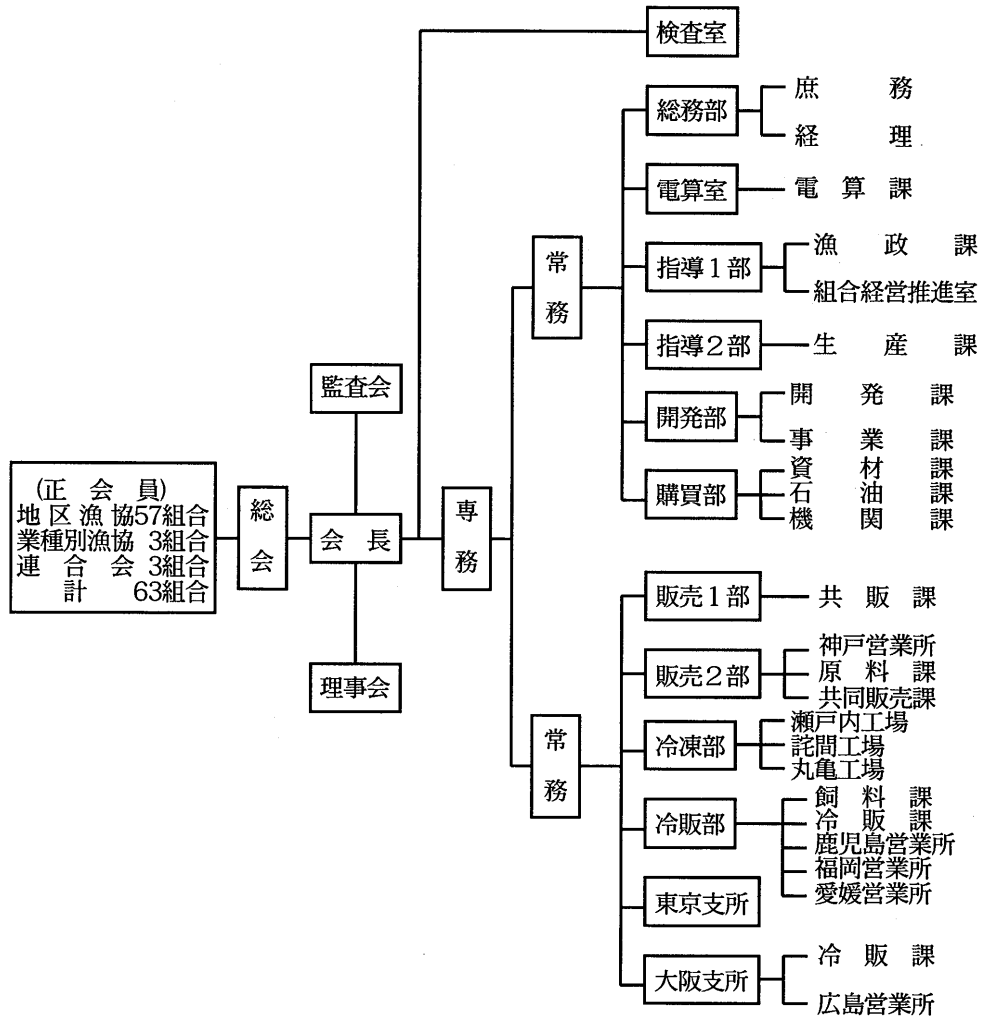 (正会員)
地区漁協57組合
業種別漁協 3組合
連合会 3組合
計 63組合
総会
監査会
会長
理事会
専務
常務
常務
検査室
総務部
庶務
経理
電算室
電算課
指導1部
漁政課
組合経営推進室
指導2部
生産課
開発部
開発課
事業課
購買部
資材課
石油課
機関課
販売1部
共販課
販売2部
神戸営業所
原料課
共同販売課
冷凍部
瀬戸内工場
詫間工場
丸亀工場
冷販部
飼料課
冷販課
鹿児島営業所
福岡営業所
愛媛営業所
東京支所
大阪支所
冷販課
広島営業所